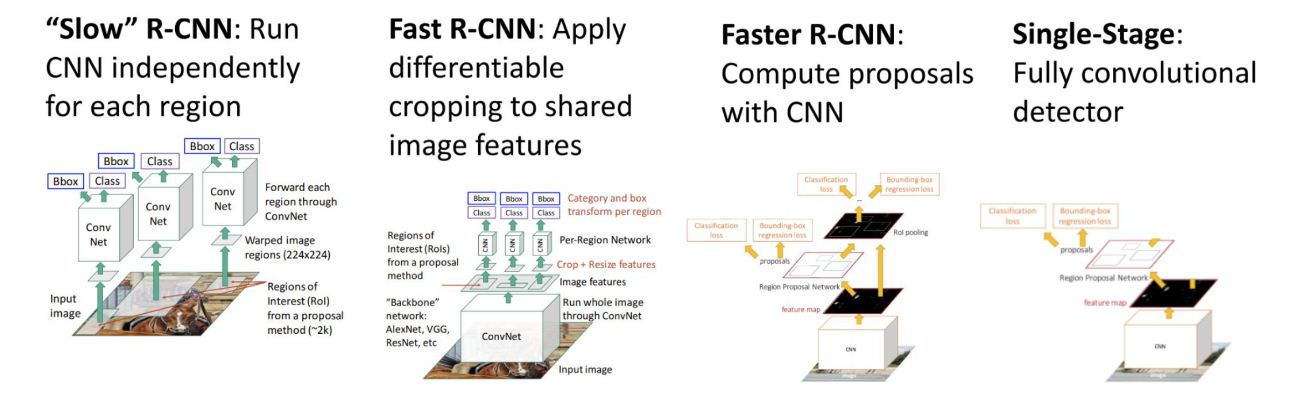 “Slow” R-CNN: Run
CNN independently
for each region
Bbox
Class
Bbox
Class
Bbox
Class
Conv
Net
Conv
Net
Conv
Net
Forward each
region through
ConvNet
Warped image
regions (224x224)
Regions of
Interest (RoI)
from a proposal
method (~2k)
Input
image
Fast R-CNN: Apply
differentiable
cropping to shared
image features
Bbox
Bbox
Bbox
Class
Class
Class
Category and box
transform per region
Regions of
Interest (RoIs)
from a proposal
method
CNN
CNN
CNN
Per-Region Network
Crop + Resize features
Image features
“Backbone”
network:
AlexNet, VGG,
ResNet, etc
Run whole image
through ConvNet
ConvNet
Input image
Faster R-CNN:
Compute proposals
with CNN
Classification
loss
Bounding-box
regression loss
Classification
loss
Bounding-box
regression loss
RoI pooling
proposals
Region Proposal Network
feature map
CNN
image
Single-Stage:
Fully convolutional
detector
Classification
loss
Bounding-box
regression loss
proposals
Region Proposal Network
feature map
CNN
image